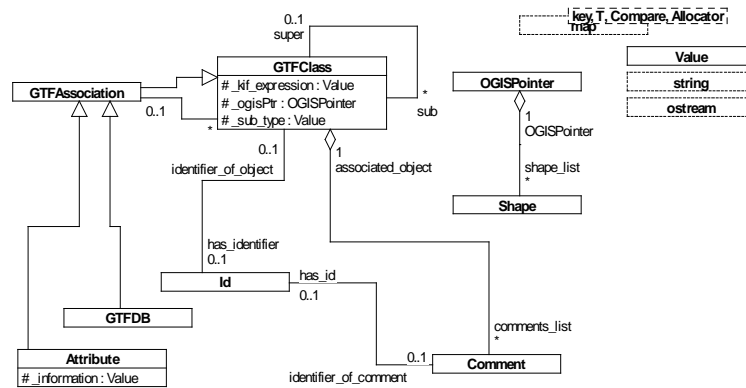 0..1
super
key, T, Compare, Allocator
map
GTFClass
# _kif_expression : Value
# _ogisPtr : OGISPointer
# _sub_type : Value
GTFAssociation
0..1
*
*
sub
OGISPointer
1
OGISPointer
shape_list
*
Shape
Value
string
ostream
0..1
identifier_of_object
1
associated_object
has_identifier
0..1
Id
has_id
0..1
GTFDB
Attribute
# _information : Value
comments_list
*
0..1
identifier_of_comment
Comment